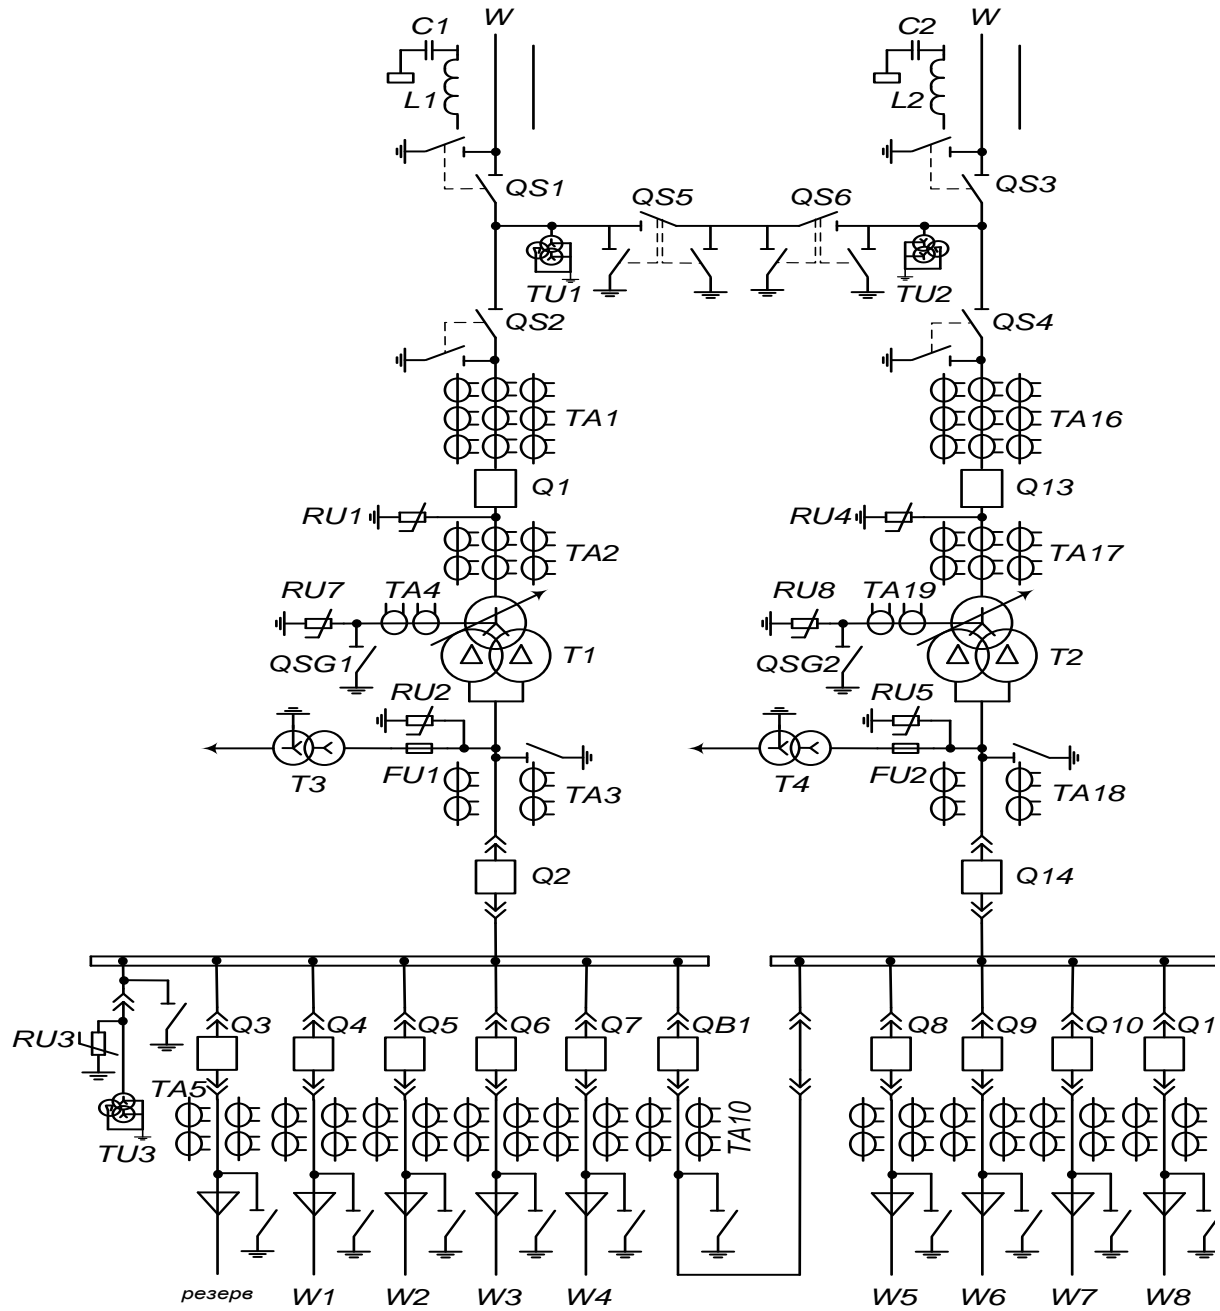 C1 W C2 W
L1 L2
QS1 QS5 QS6 QS3
TU1 TU2
QS2 QS4
TA1 TA16
Q1 Q13
RU1 RU4
TA2 TA17
RU7 TA4 RU8 TA19
QSG1 T1 QSG2 T2
RU2 RU5
T3 FU1 TA3 T4 FU2 TA18
Q2 Q14
Q3 Q4 Q5 Q6 Q7 QB1 Q8 Q9 Q10 Q1
RU3
TA5
TA10
TU3
резерв W1 W2 W3 W4 W5 W6 W7 W8